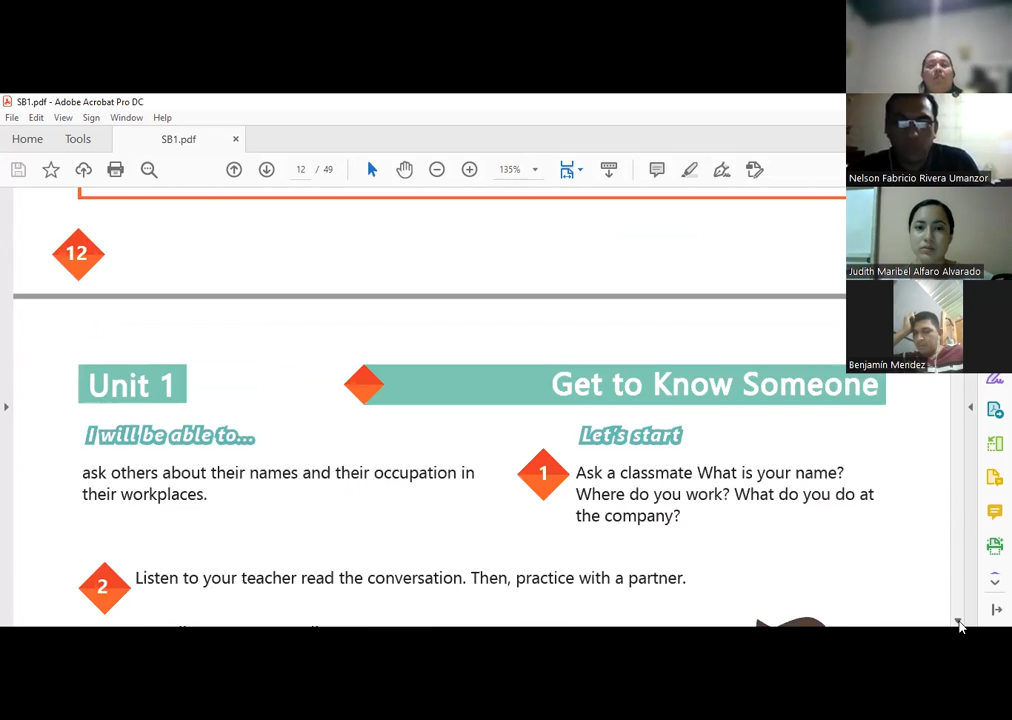 SB1.pdf - Adobe Acrobat Pro DC
File Edit View Sign Window Help
Home Tools SB1.pdf ×
12 / 49 135%
12
Unit 1 Get to Know Someone
I will be able to...
ask others about their names and their occupation in
their workplaces.
Let's start
1 Ask a classmate What is your name?
Where do you work? What do you do at
the company?
2 Listen to your teacher read the conversation. Then, practice with a partner.
Nelson Fabricio Rivera Umanzor
Judith Maribel Alfaro Alvarado
Benjamín Mendez